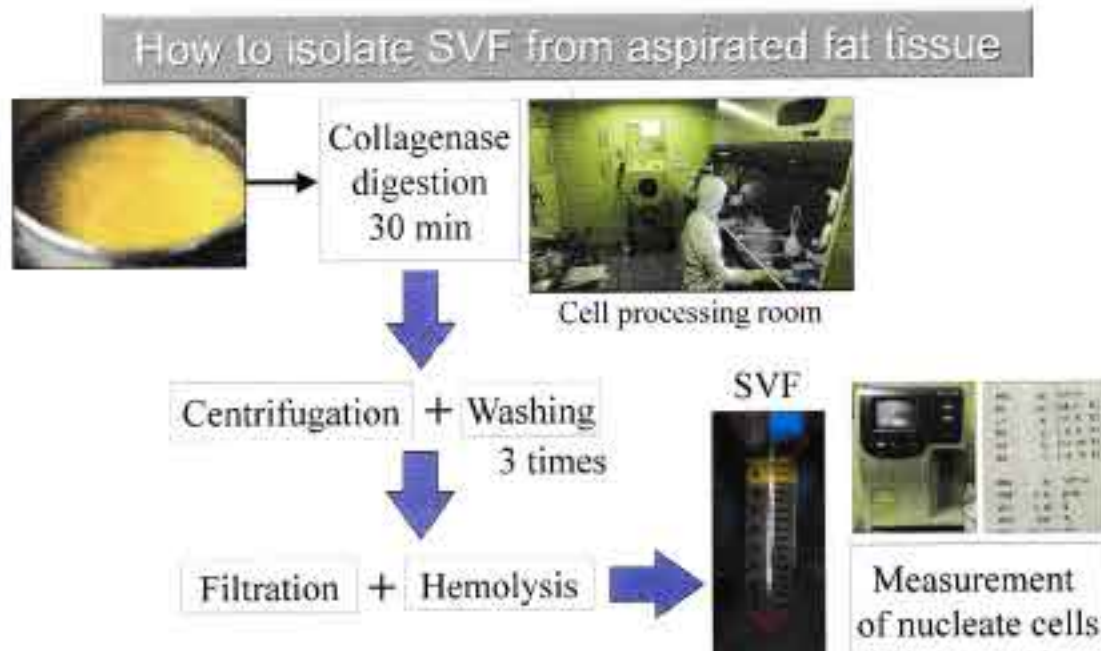 How to isolate SVF from aspirated fat tissue
Collagenase
digestion
30 min
Cell processing room
Centrifugation + Washing
3 times
SVF
Filtration + Hemolysis
Measurement
of nucleate cells